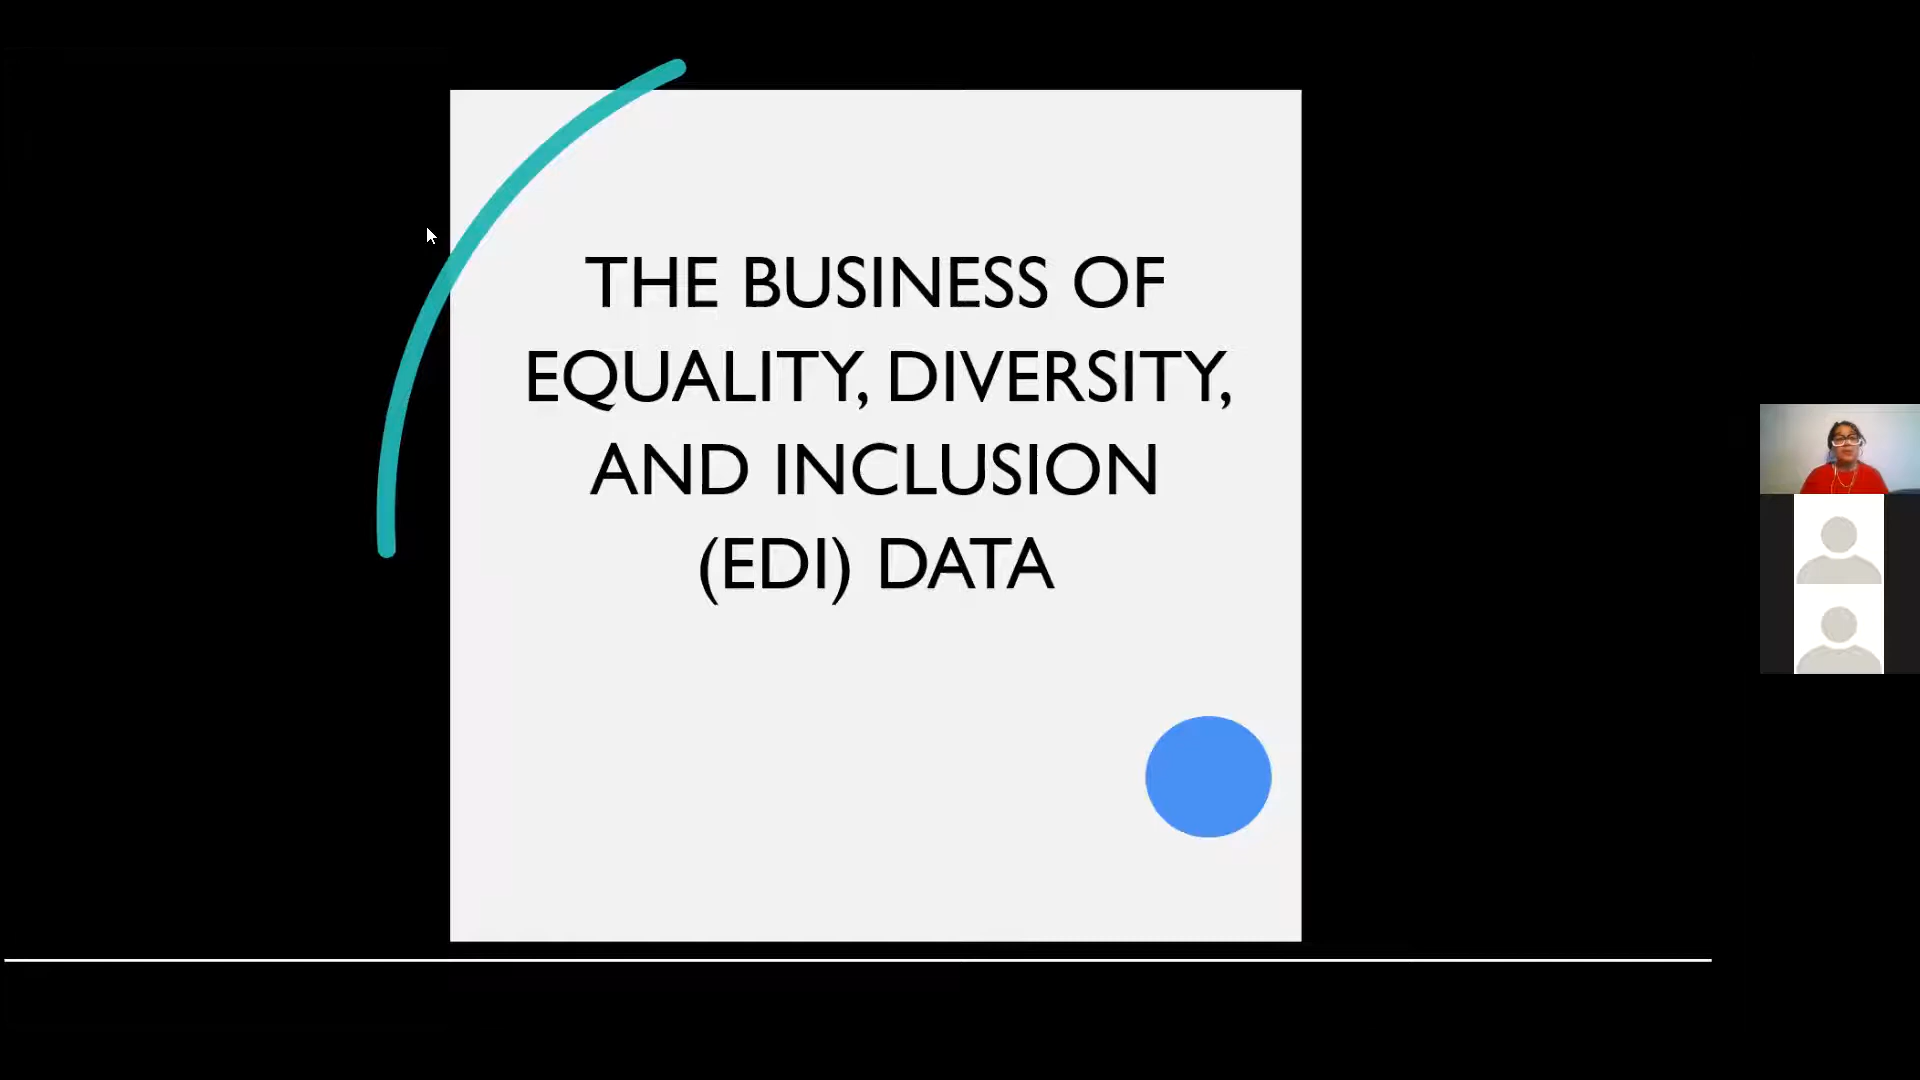 THE BUSINESS OF
EQUALITY, DIVERSITY,
AND INCLUSION
(EDI) DATA